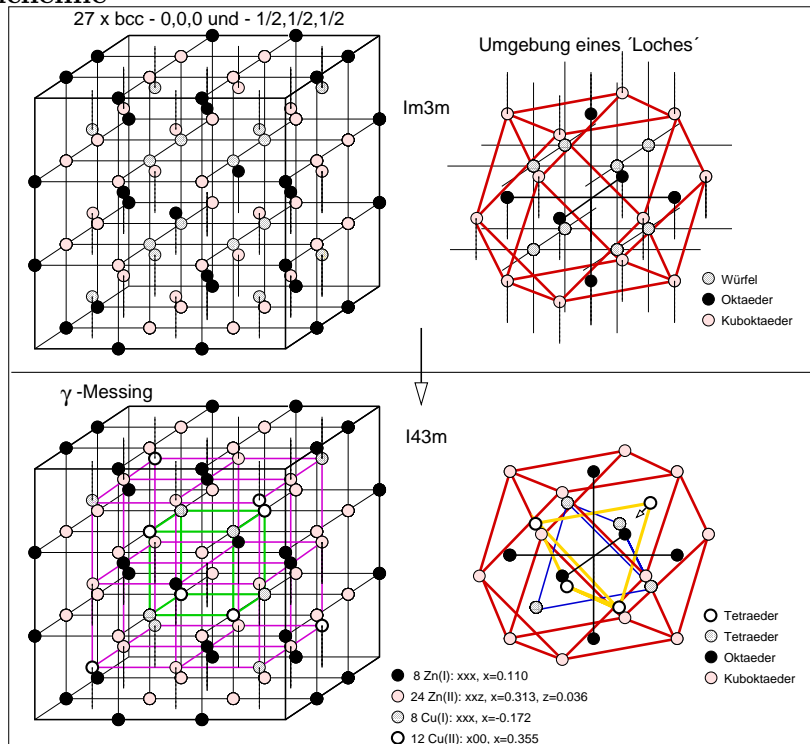 27 x bcc - 0,0,0 und - 1/2,1/2,1/2
Umgebung eines ´Loches´
Im3m
Würfel
Oktaeder
Kuboktaeder
γ -Messing
I43m
Tetraeder
Tetraeder
Oktaeder
Kuboktaeder
8 Zn(I): xxx, x=0.110
24 Zn(II): xxz, x=0.313, z=0.036
8 Cu(I): xxx, x=-0.172
12 Cu(II): x00, x=0.355